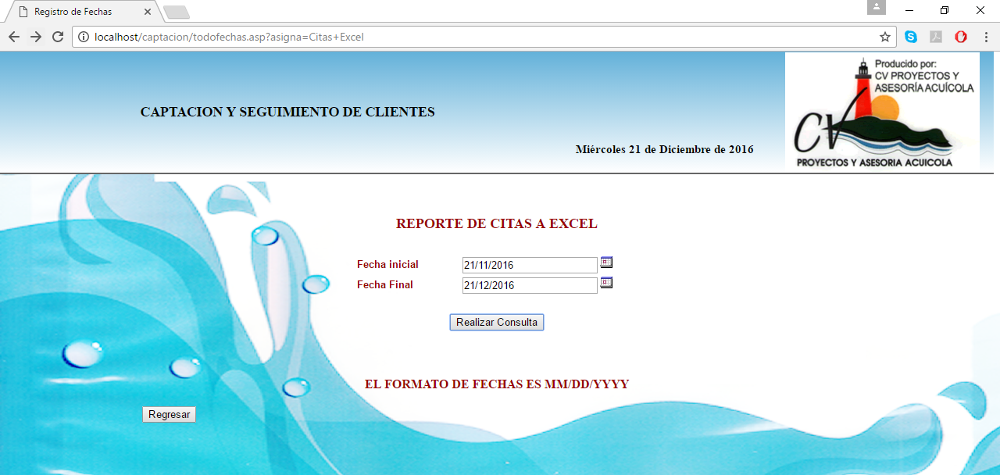 Registro de Fechas
localhost/captacion/todofechas.asp?asigna=Citas+Excel
Producido por:
CV PROYECTOS Y
ASESORÍA ACUÍCOLA
CAPTACION Y SEGUIMIENTO DE CLIENTES
Miércoles 21 de Diciembre de 2016
CV
PROYECTOS Y ASESORIA ACUICOLA
REPORTE DE CITAS A EXCEL
Fecha inicial 21/11/2016
Fecha Final 21/12/2016
Realizar Consulta
EL FORMATO DE FECHAS ES MM/DD/YYYY
Regresar